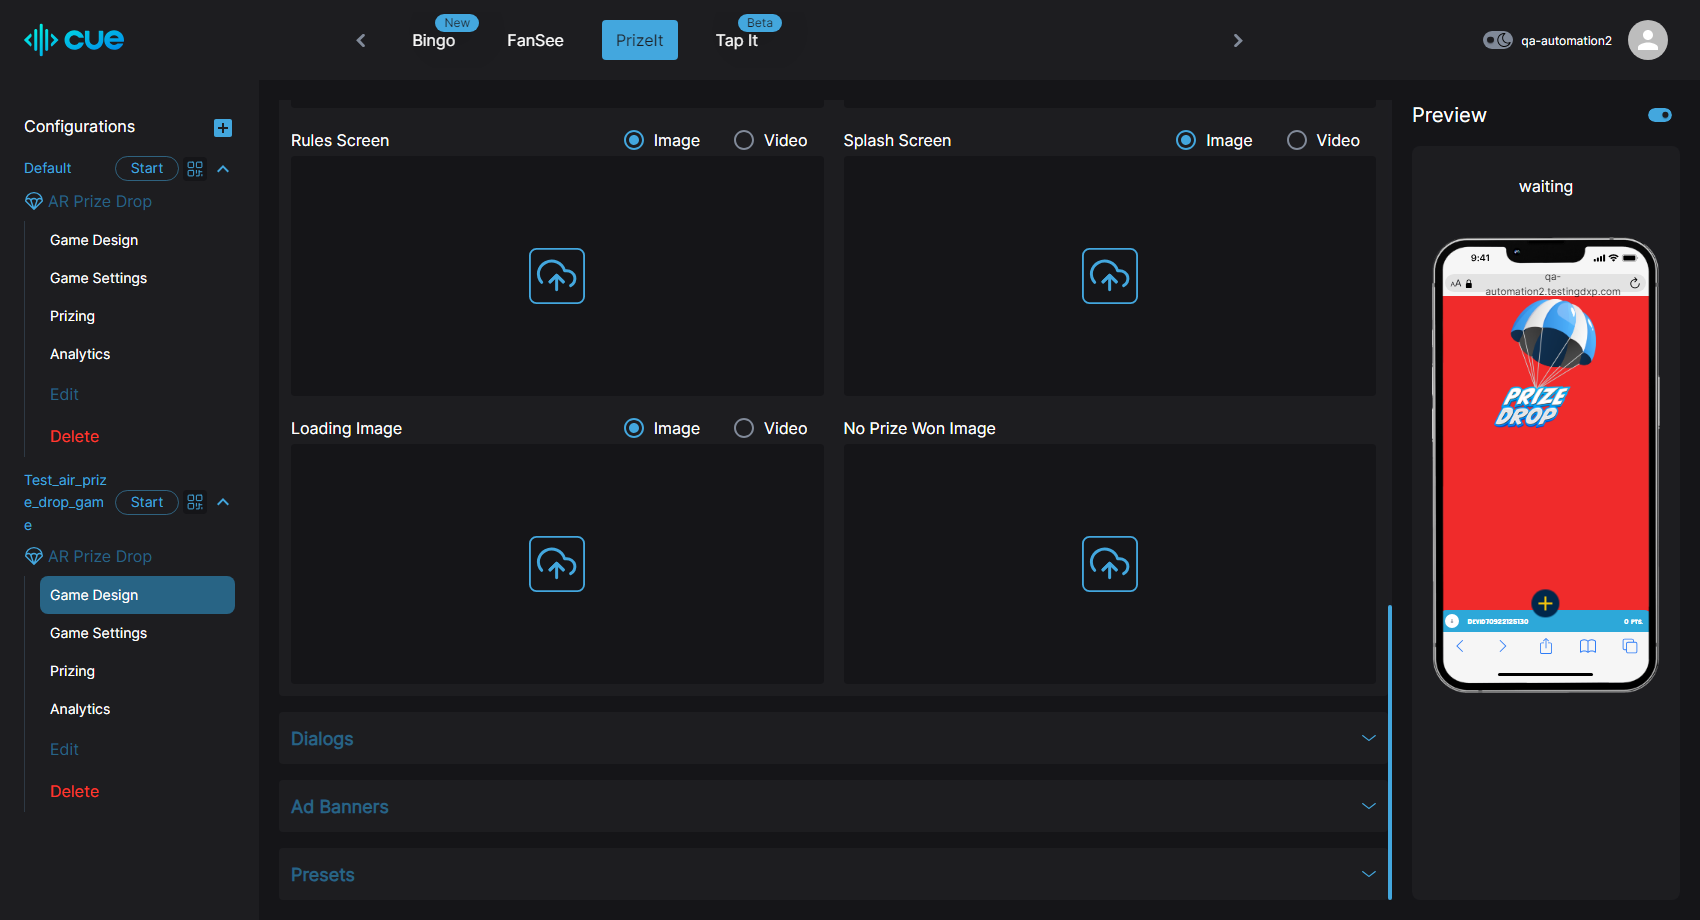 cue
New
Bingo
FanSee
PrizeIt
Beta
Tap It
qa-automation2
Configurations
Default
Start
AR Prize Drop
Game Design
Game Settings
Prizing
Analytics
Edit
Delete
Test_air_priz
e_drop_gam
e
Start
AR Prize Drop
Game Design
Game Settings
Prizing
Analytics
Edit
Delete
Rules Screen
Image
Video
Splash Screen
Image
Video
Loading Image
Image
Video
No Prize Won Image
Dialogs
Ad Banners
Presets
Preview
waiting
9:41
AA
qa-
automation2.testingdxp.com
PRIZE
DROP
0 PTS.